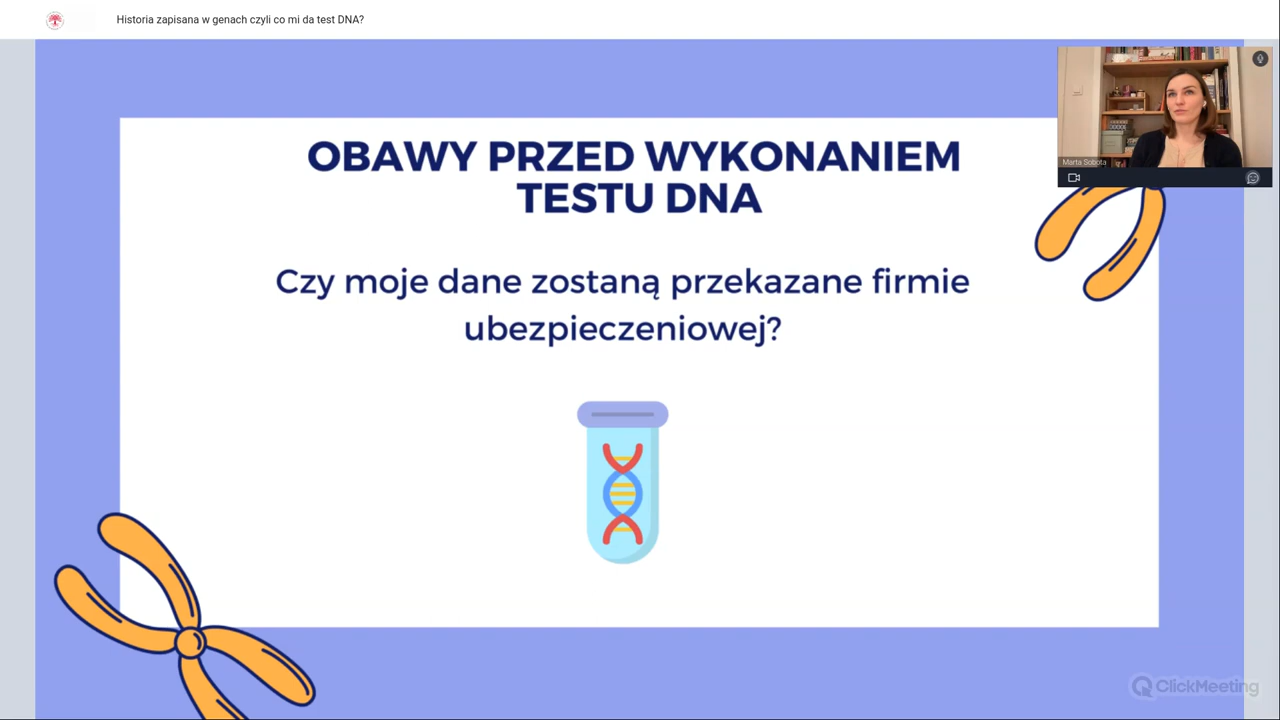 Historia zapisana w genach czyli co mi da test DNA?
OBAWY PRZED WYKONANIEM
TESTU DNA
Czy moje dane zostaną przekazane firmie
ubezpieczeniowej?
Marta Sobota
ClickMeeting